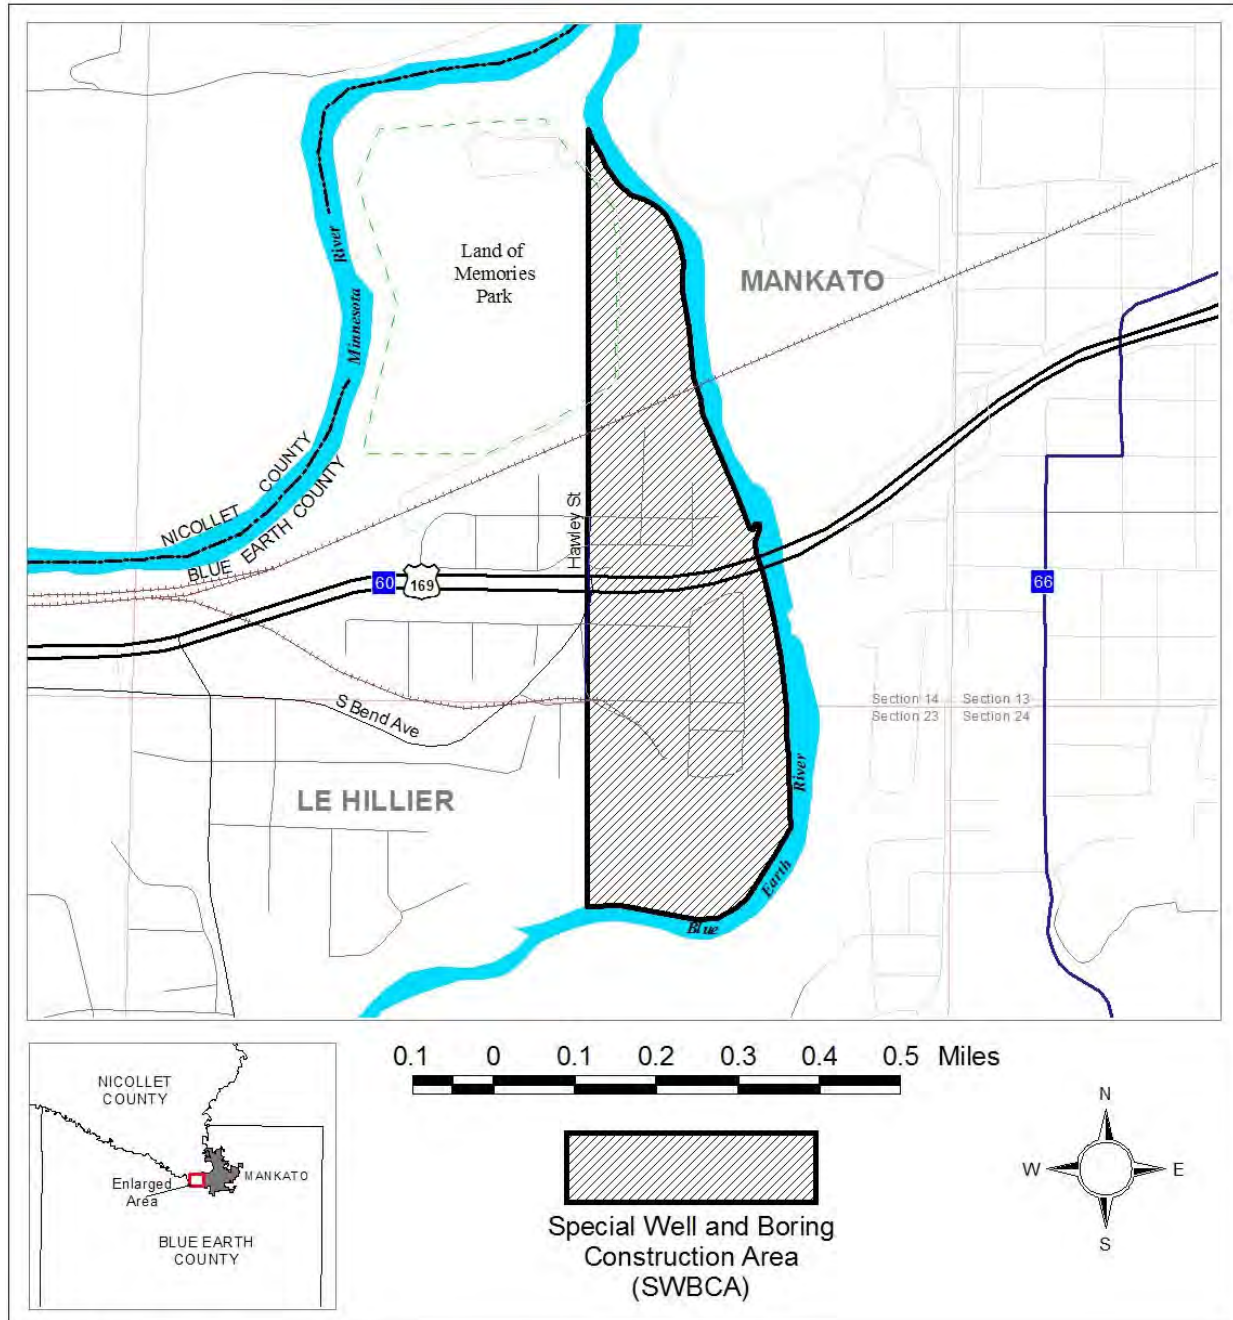 Land of
Memories
Park
MANKATO
River
Minnesota
NICOLLET COUNTY
BLUE EARTH COUNTY
Hawley St
60
169
66
S Bend Ave
Section 14
Section 13
Section 23
Section 24
LE HILLIER
River
Earth
Blue
0.1 0 0.1 0.2 0.3 0.4 0.5 Miles
NICOLLET
COUNTY
MANKATO
Enlarged
Area
BLUE EARTH
COUNTY
Special Well and Boring
Construction Area
(SWBCA)
N
W
E
S